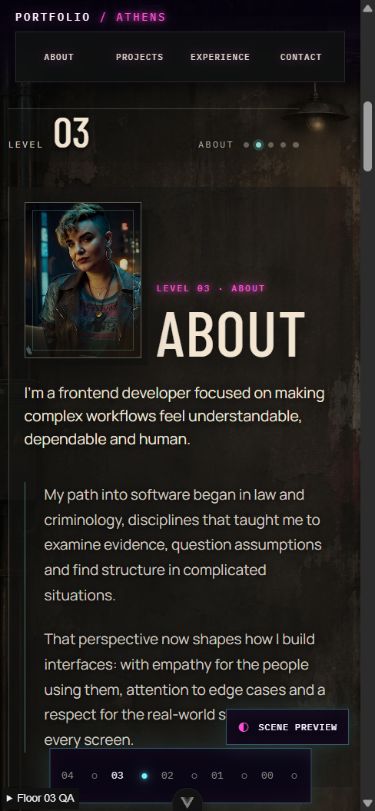 PORTFOLIO / ATHENS
ABOUT PROJECTS EXPERIENCE CONTACT
LEVEL 03
ABOUT
LEVEL 03 · ABOUT
ABOUT
I'm a frontend developer focused on making
complex workflows feel understandable,
dependable and human.
My path into software began in law and
criminology, disciplines that taught me to
examine evidence, question assumptions
and find structure in complicated
situations.
That perspective now shapes how I build
interfaces: with empathy for the people
using them, attention to edge cases and a
respect for the real-world s
every screen.
SCENE PREVIEW
04 03 02 01 00
Floor 03 QA